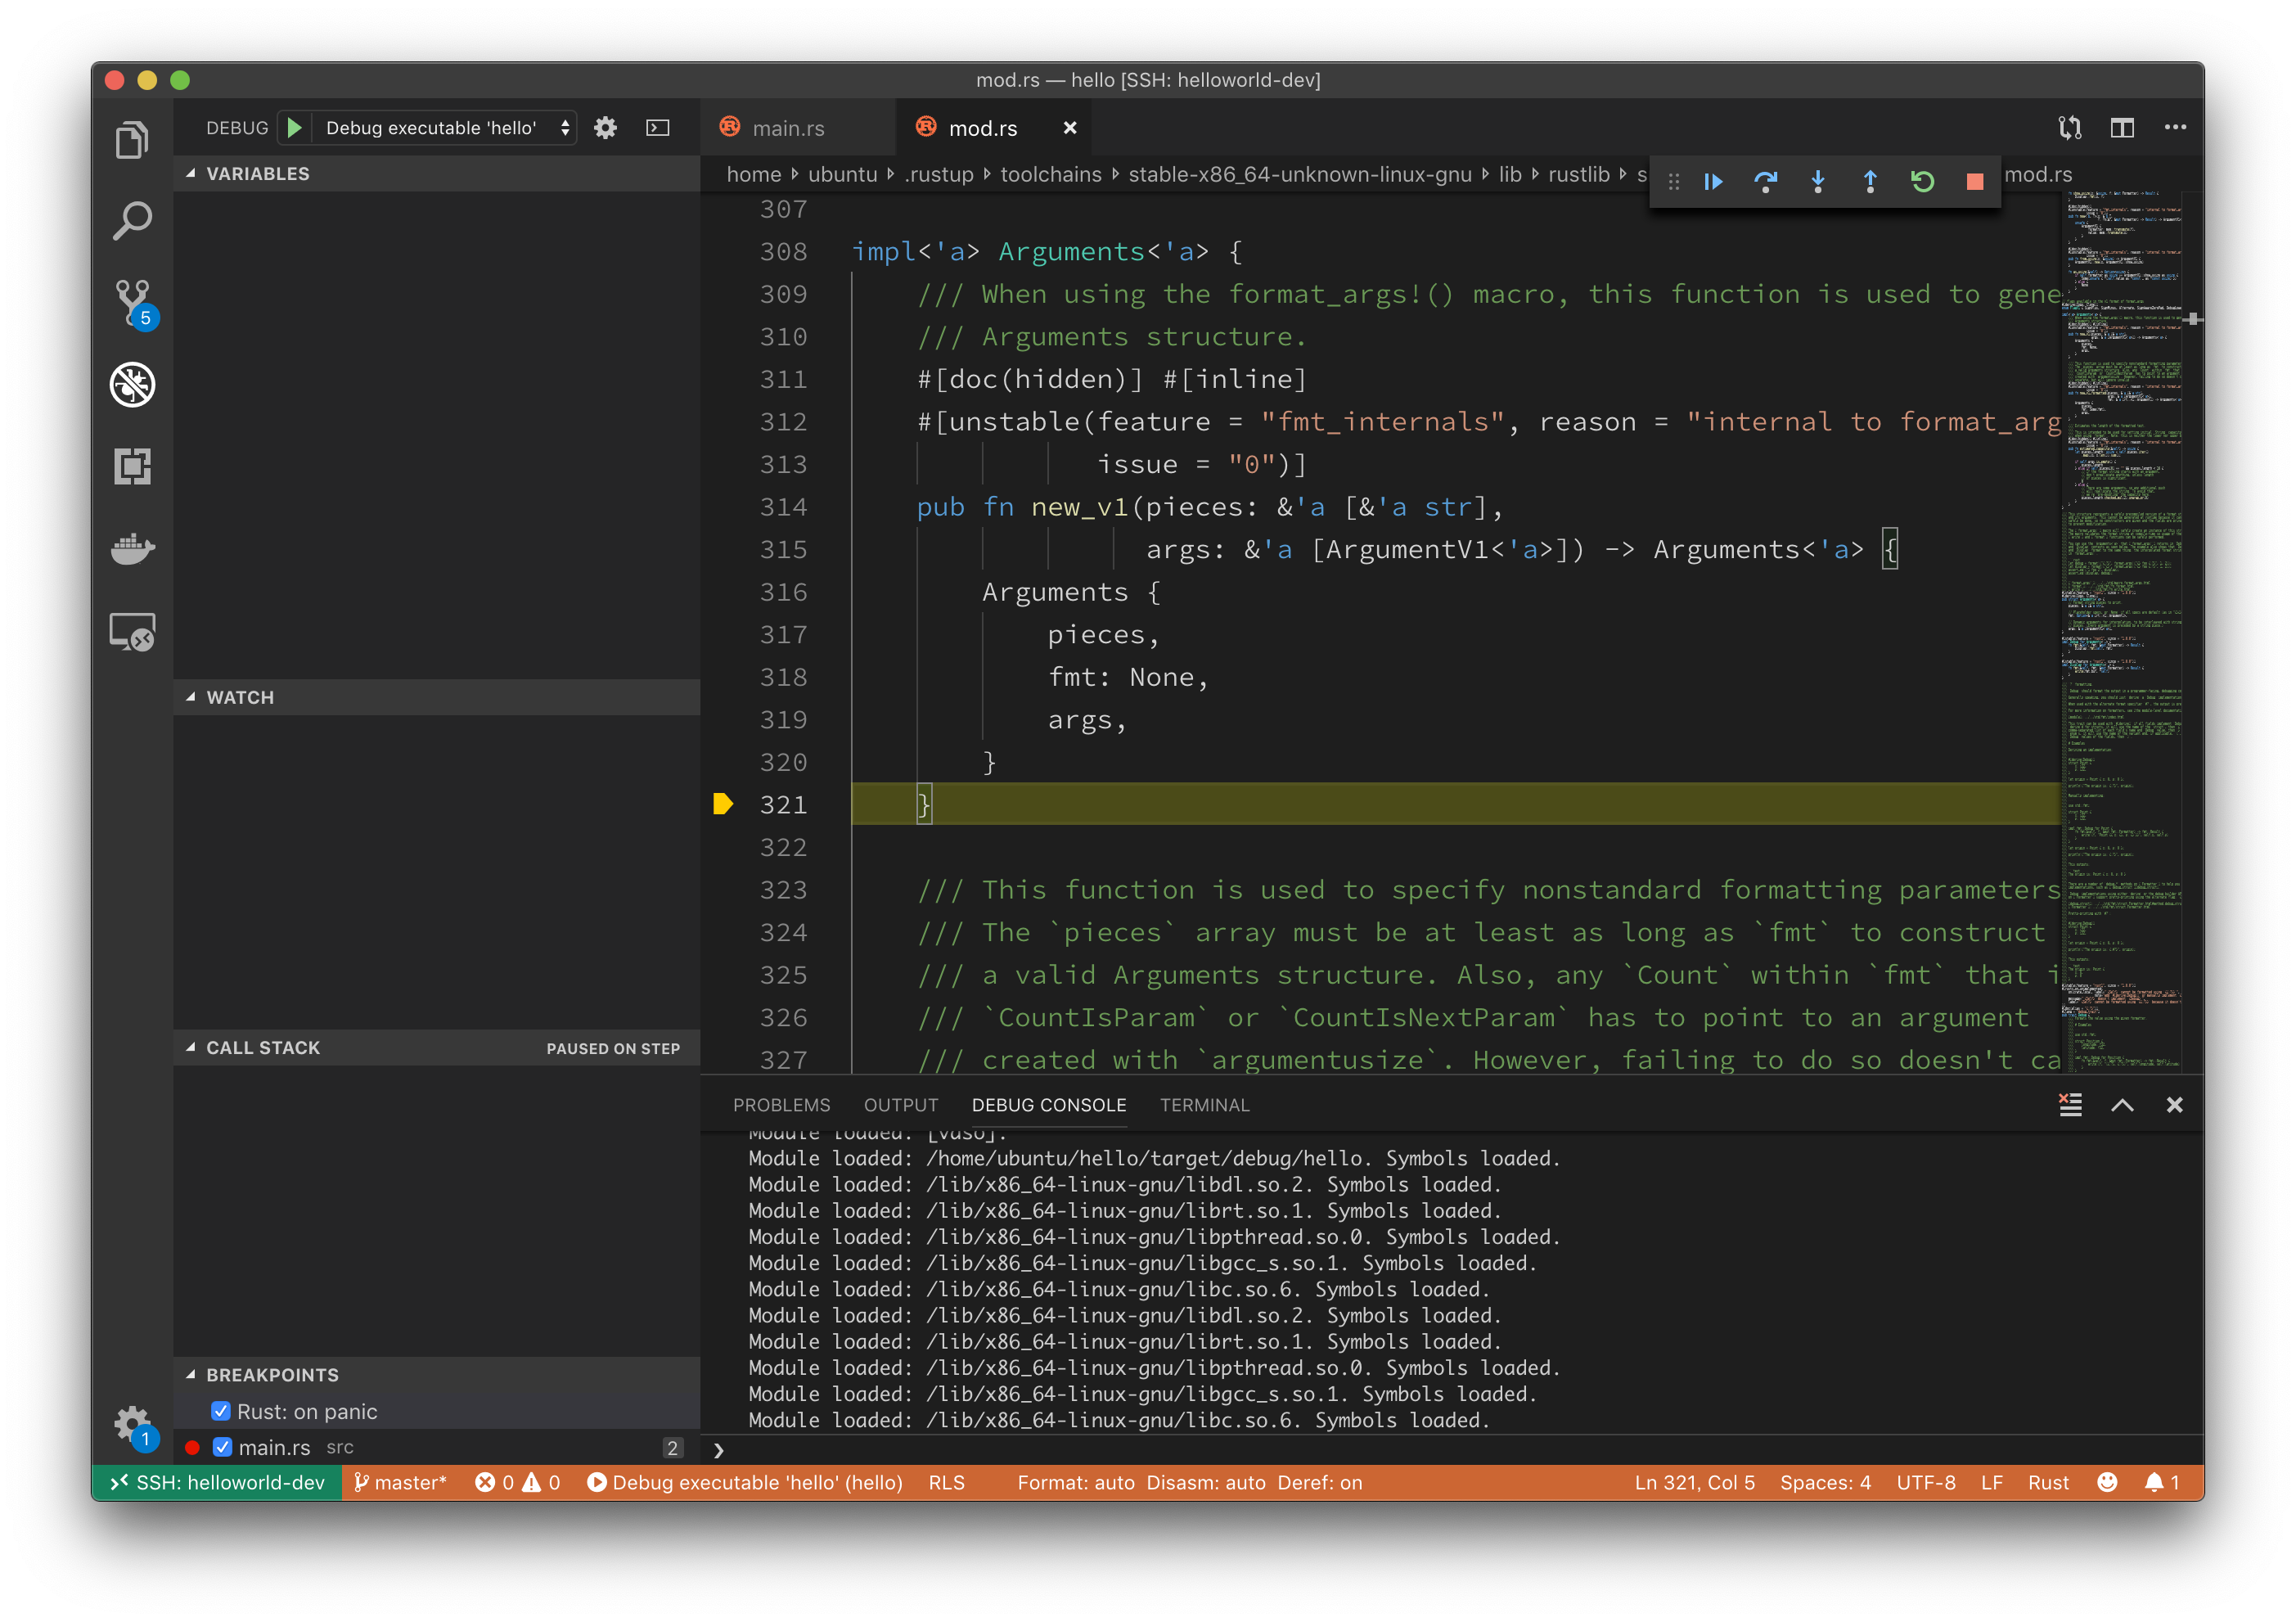 mod.rs — hello [SSH: helloworld-dev]
DEBUG Debug executable 'hello'
VARIABLES
WATCH
CALL STACK PAUSED ON STEP
BREAKPOINTS
Rust: on panic
main.rs src 2
5
1
main.rs mod.rs
home ubuntu .rustup toolchains stable-x86_64-unknown-linux-gnu lib rustlib s mod.rs
307
308 impl<'a> Arguments<'a> {
309 /// When using the format_args!() macro, this function is used to gene
310 /// Arguments structure.
311 #[doc(hidden)] #[inline]
312 #[unstable(feature = "fmt_internals", reason = "internal to format_arg
313 issue = "0")]
314 pub fn new_v1(pieces: &'a [&'a str],
315 args: &'a [ArgumentV1<'a>]) -> Arguments<'a> {
316 Arguments {
317 pieces,
318 fmt: None,
319 args,
320 }
321 }
322
323 /// This function is used to specify nonstandard formatting parameters
324 /// The `pieces` array must be at least as long as `fmt` to construct
325 /// a valid Arguments structure. Also, any `Count` within `fmt` that i
326 /// `CountIsParam` or `CountIsNextParam` has to point to an argument
327 /// created with `argumentusize`. However, failing to do so doesn't ca
PROBLEMS OUTPUT DEBUG CONSOLE TERMINAL
Module loaded: [vdso].
Module loaded: /home/ubuntu/hello/target/debug/hello. Symbols loaded.
Module loaded: /lib/x86_64-linux-gnu/libdl.so.2. Symbols loaded.
Module loaded: /lib/x86_64-linux-gnu/librt.so.1. Symbols loaded.
Module loaded: /lib/x86_64-linux-gnu/libpthread.so.0. Symbols loaded.
Module loaded: /lib/x86_64-linux-gnu/libgcc_s.so.1. Symbols loaded.
Module loaded: /lib/x86_64-linux-gnu/libc.so.6. Symbols loaded.
Module loaded: /lib/x86_64-linux-gnu/libdl.so.2. Symbols loaded.
Module loaded: /lib/x86_64-linux-gnu/librt.so.1. Symbols loaded.
Module loaded: /lib/x86_64-linux-gnu/libpthread.so.0. Symbols loaded.
Module loaded: /lib/x86_64-linux-gnu/libgcc_s.so.1. Symbols loaded.
Module loaded: /lib/x86_64-linux-gnu/libc.so.6. Symbols loaded.
SSH: helloworld-dev master* 0 0 Debug executable 'hello' (hello) RLS Format: auto Disasm: auto Deref: on Ln 321, Col 5 Spaces: 4 UTF-8 LF Rust 1